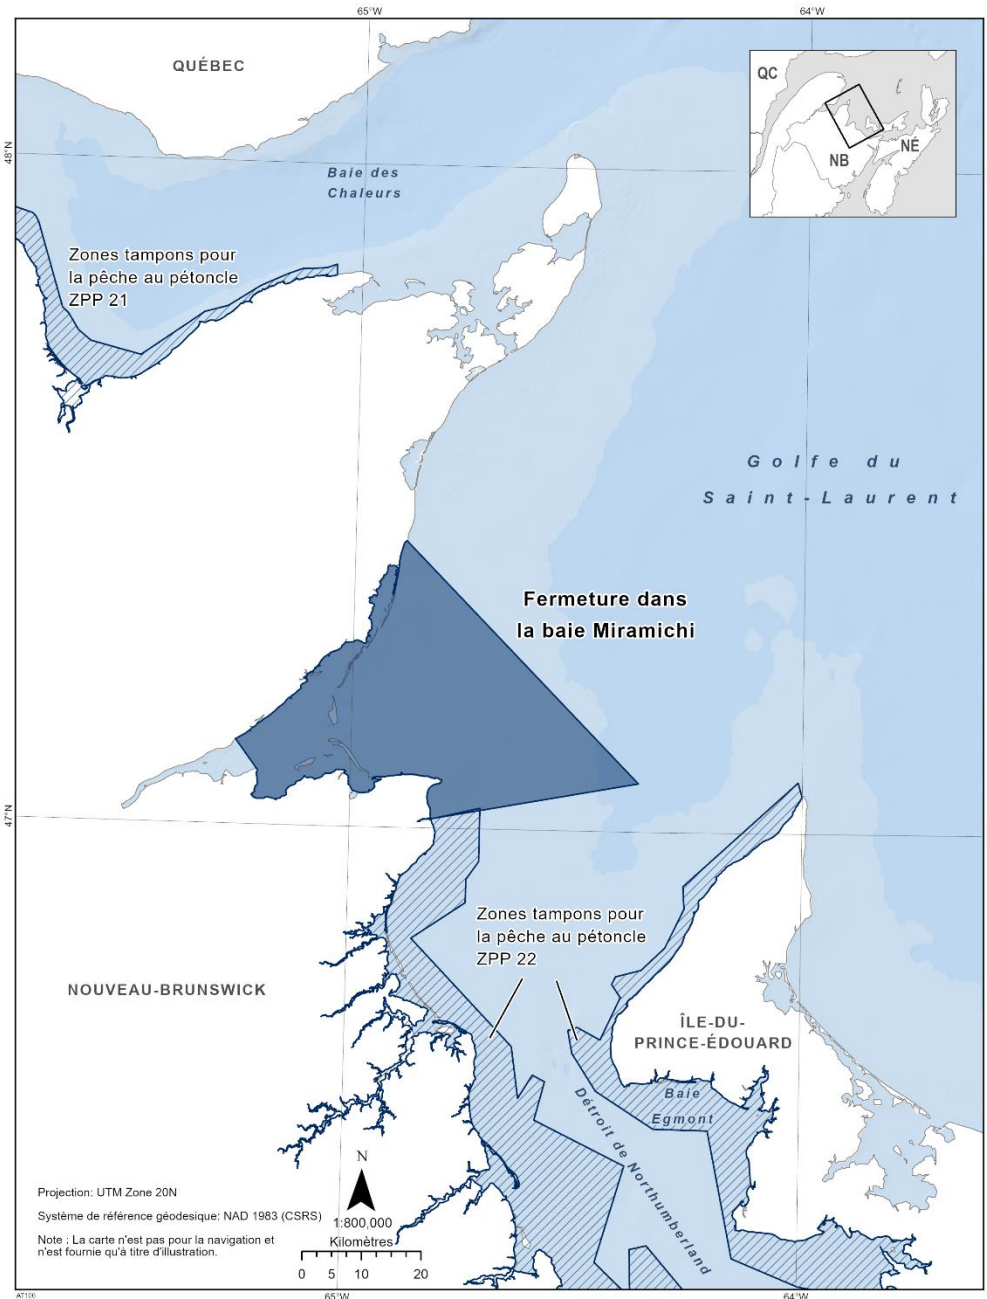 65°W
64°W
QUÉBEC
QC
NB
NÉ
48°N
Baie des
Chaleurs
Zones tampons pour
la pêche au pétoncle
ZPP 21
Golfe du
Saint-Laurent
Fermeture dans
la baie Miramichi
47°N
Zones tampons pour
la pêche au pétoncle
ZPP 22
NOUVEAU-BRUNSWICK
ÎLE-DU-
PRINCE-ÉDOUARD
Baie
Egmont
Détroit de Northumberland
N
Projection: UTM Zone 20N
Système de référence géodesique: NAD 1983 (CSRS)
Note : La carte n'est pas pour la navigation et
n'est fournie qu'à titre d'illustration.
1:800,000
Kilomètres
0 5 10 20
AT106
65°W
64°W